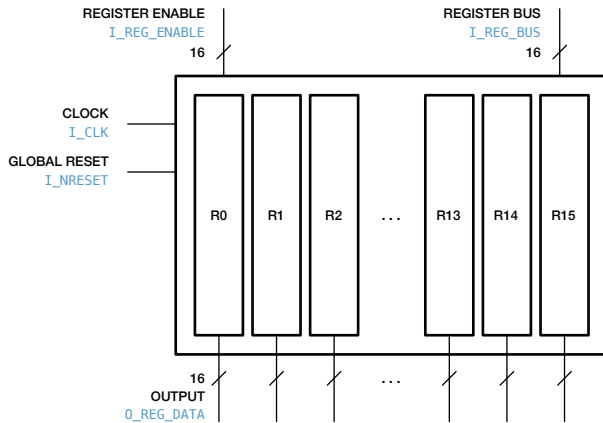 REGISTER ENABLE
I_REG_ENABLE
16
REGISTER BUS
I_REG_BUS
16
CLOCK
I_CLK
GLOBAL RESET
I_NRESET
R0 R1 R2 ... R13 R14 R15
16
...
OUTPUT
O_REG_DATA